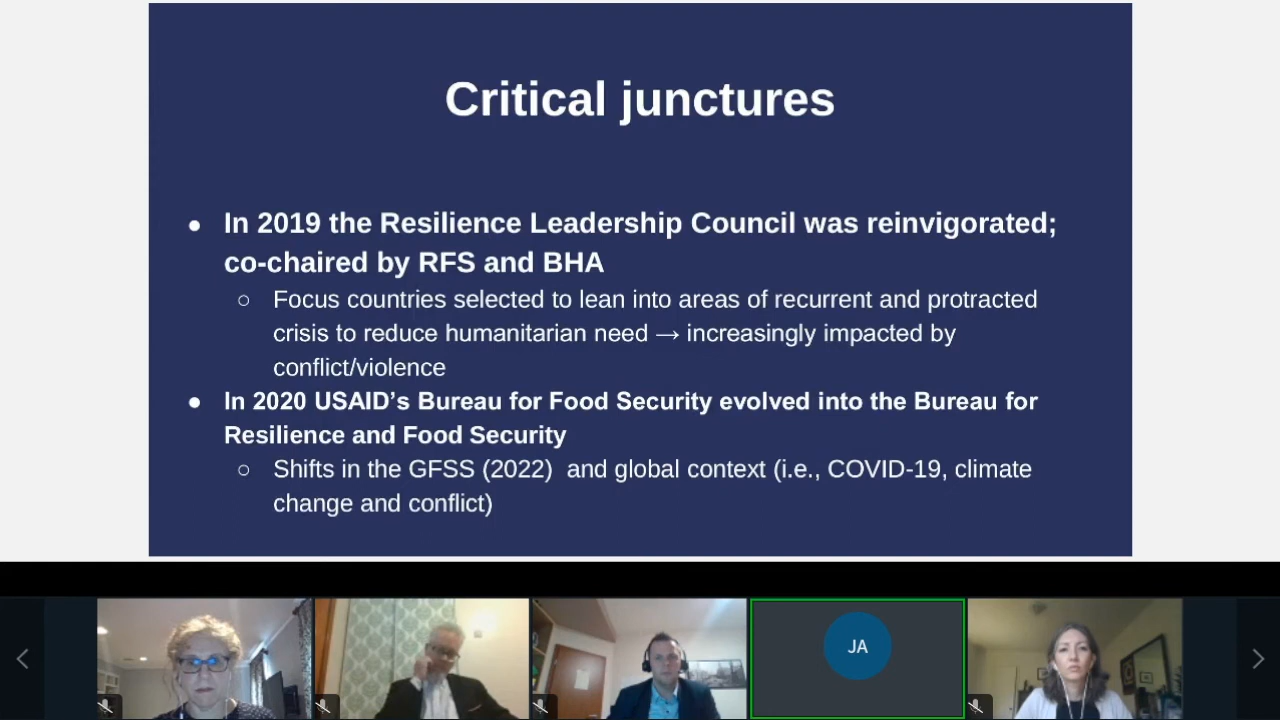 Critical junctures
● In 2019 the Resilience Leadership Council was reinvigorated;
co-chaired by RFS and BHA
○ Focus countries selected to lean into areas of recurrent and protracted
crisis to reduce humanitarian need → increasingly impacted by
conflict/violence
● In 2020 USAID’s Bureau for Food Security evolved into the Bureau for
Resilience and Food Security
○ Shifts in the GFSS (2022)  and global context (i.e., COVID-19, climate
change and conflict)
JA